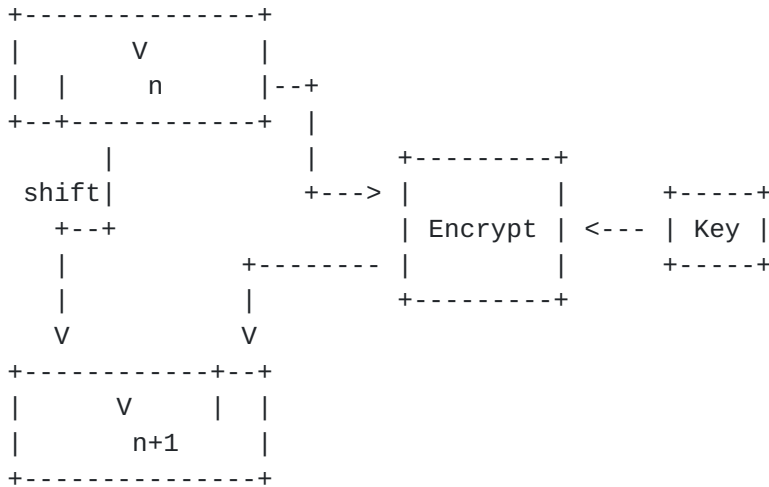 +---------------+
|       V       |
|  |     n      |--+
+--+------------+  |
      |            |     +---------+
 shift|            +---> |         |      +-----+
   +--+                  | Encrypt | <--- | Key |
   |           +-------- |         |      +-----+
   |           |         +---------+
   V           V
+------------+--+
|      V     |  |
|       n+1     |
+---------------+